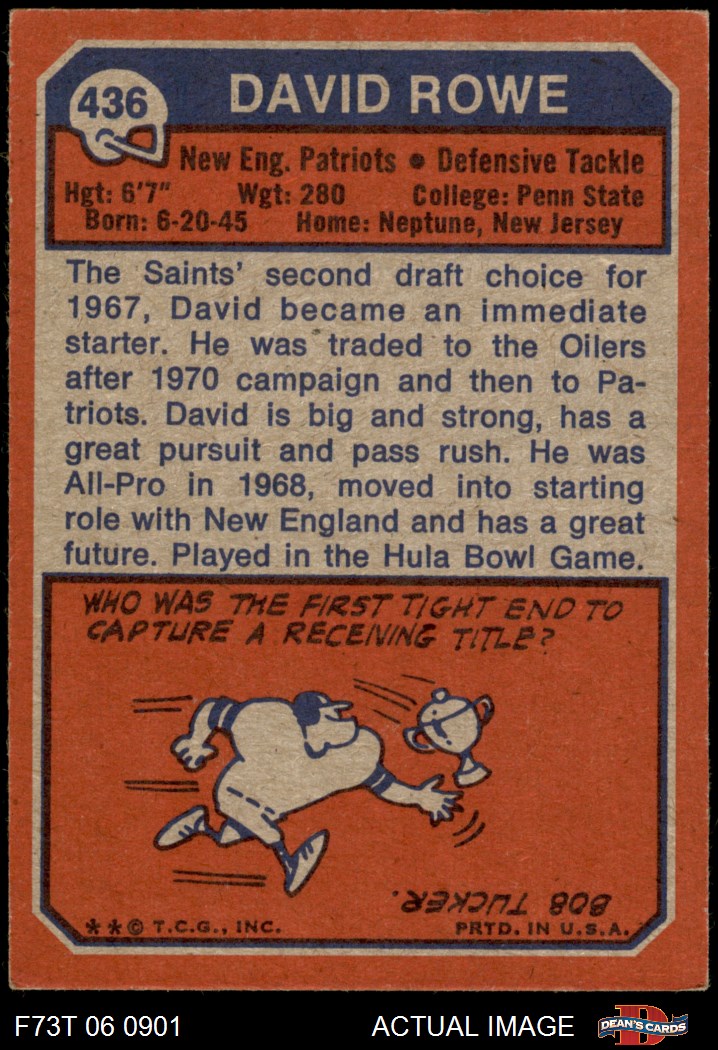 436
DAVID ROWE
New Eng. Patriots • Defensive Tackle
Hgt: 6'7" Wgt: 280 College: Penn State
Born: 6-20-45 Home: Neptune, New Jersey
The Saints' second draft choice for
1967, David became an immediate
starter. He was traded to the Oilers
after 1970 campaign and then to Pa-
triots. David is big and strong, has a
great pursuit and pass rush. He was
All-Pro in 1968, moved into starting
role with New England and has a great
future. Played in the Hula Bowl Game.
WHO WAS THE FIRST TIGHT END TO
CAPTURE A RECEIVING TITLE?
BOB TUCKER.
**© T.C.G., INC. PRTD. IN U.S.A.
F73T 06 0901 ACTUAL IMAGE D DEAN'S CARDS